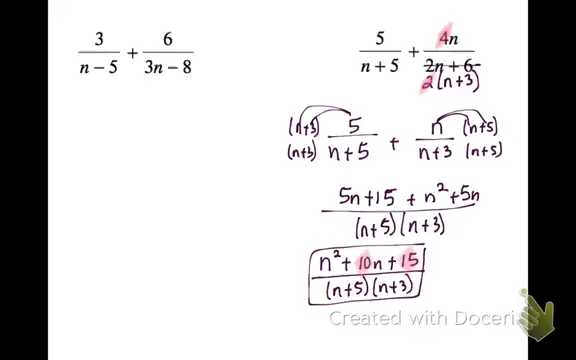 3/(n − 5) + 6/(3n − 8)
5/(n + 5) + 4n/(2n + 6)
2(n+3)
(n+3)/(n+3) 5/(n+5) + n/(n+3) (n+5)/(n+5)
(5n+15 + n²+5n)/((n+5)(n+3))
(n² + 10n + 15)/((n+5)(n+3))
Created with Doceri